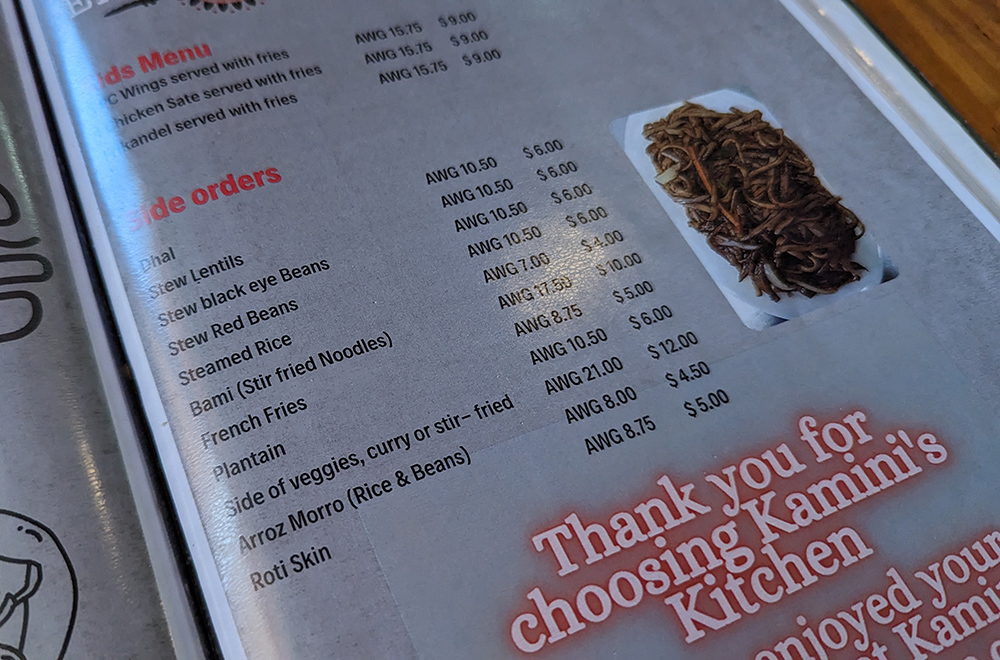 ids Menu
C Wings served with fries AWG 15.75 $9.00
hicken Sate served with fries AWG 15.75 $9.00
kandel served with fries AWG 15.75 $9.00
Side orders
Dhal AWG 10.50 $6.00
Stew Lentils AWG 10.50 $6.00
Stew black eye Beans AWG 10.50 $6.00
Stew Red Beans AWG 10.50 $6.00
Steamed Rice AWG 7.00 $4.00
Bami (Stir fried Noodles) AWG 17.50 $10.00
French Fries AWG 8.75 $5.00
Plantain AWG 10.50 $6.00
Side of veggies, curry or stir- fried AWG 21.00 $12.00
Arroz Morro (Rice & Beans) AWG 8.00 $4.50
Roti Skin AWG 8.75 $5.00
Thank you for
choosing Kamini's
Kitchen
enjoyed your
t Kami